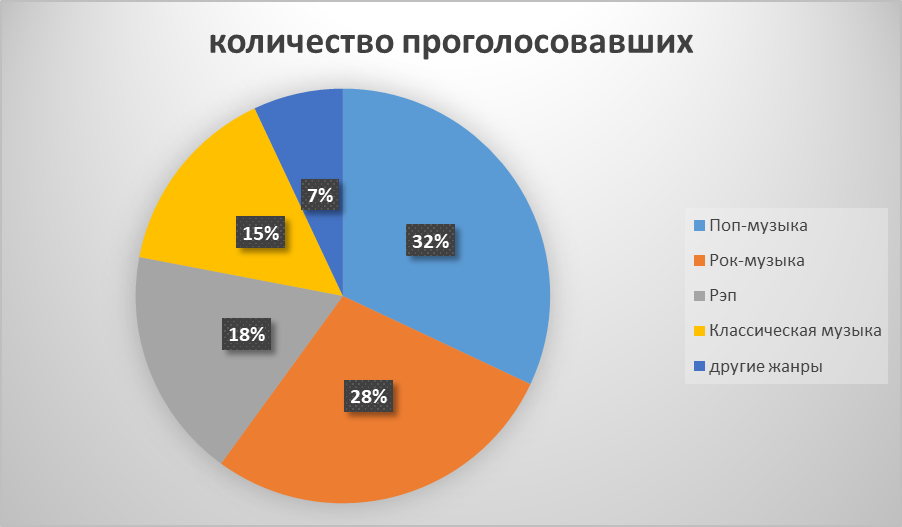 количество проголосовавших
7%
15%
32%
18%
28%
Поп-музыка
Рок-музыка
Рэп
Классическая музыка
другие жанры